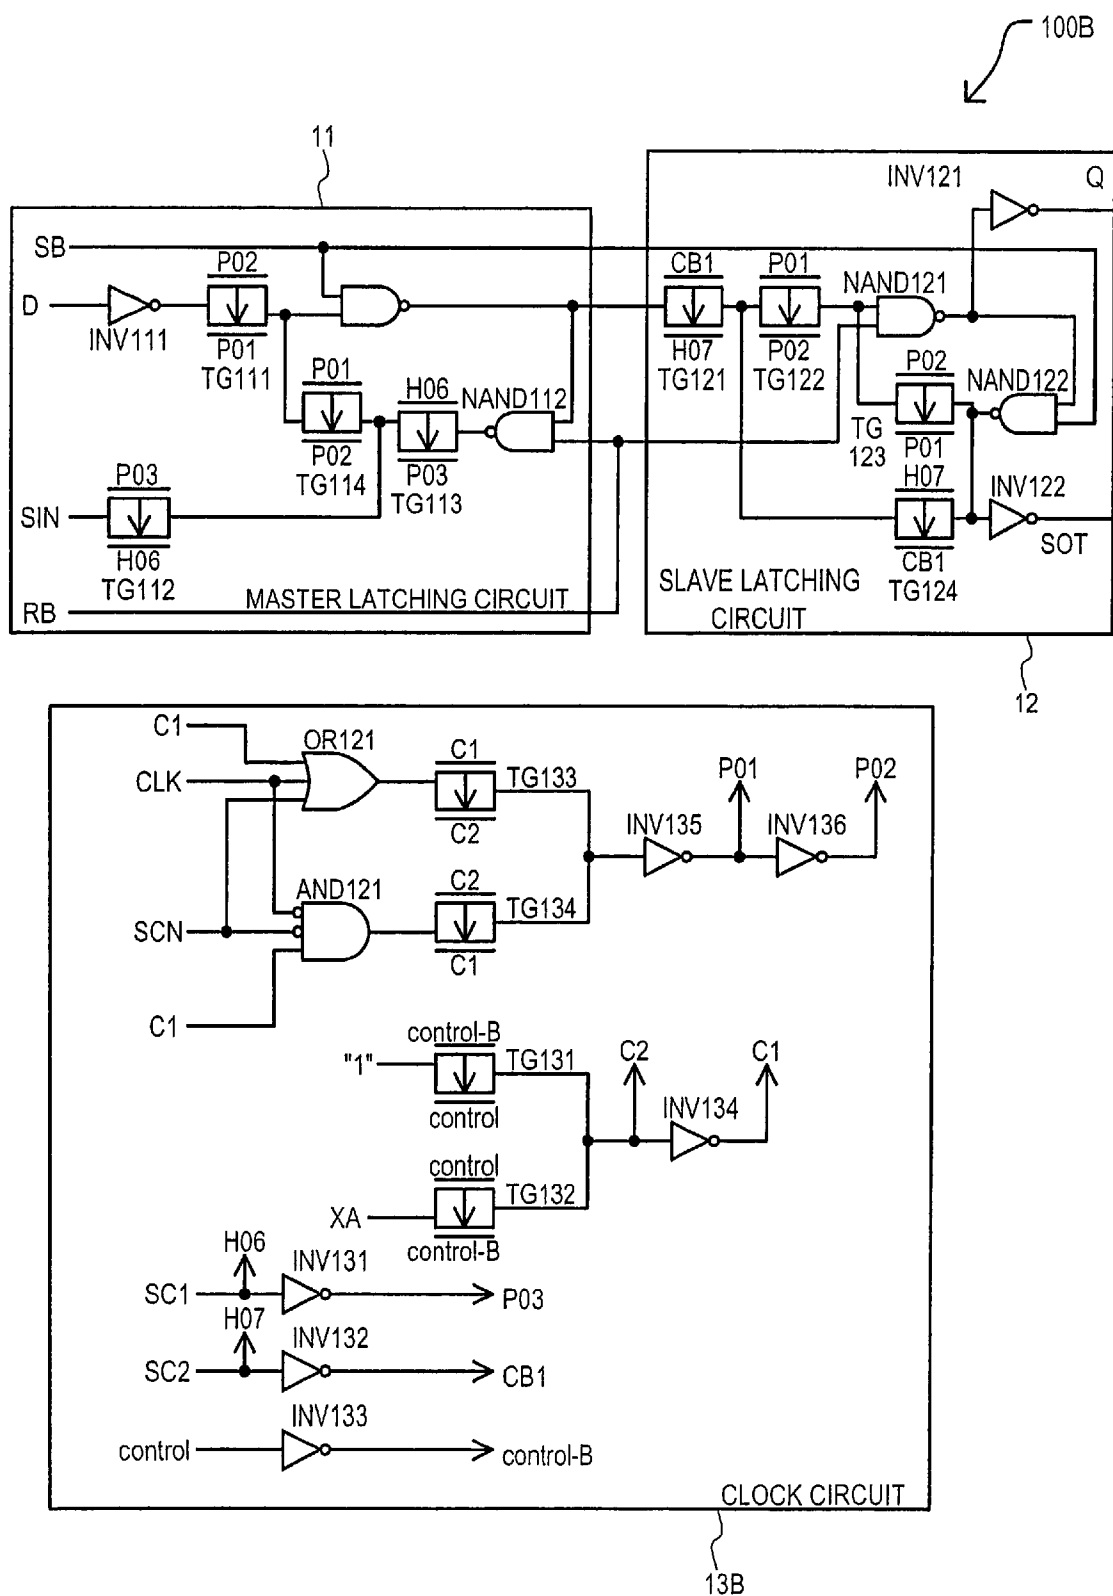 100B
11
INV121
Q
SB
P02
CB1
P01
NAND121
D
INV111
P01
TG111
H07
TG121
P02
TG122
P01
H06
NAND112
P02
NAND122
P02
TG114
P03
TG113
TG
123
P01
P03
H07
INV122
SIN
SOT
H06
TG112
CB1
TG124
RB
MASTER LATCHING CIRCUIT
SLAVE LATCHING
CIRCUIT
12
C1
OR121
C1
TG133
P01
P02
CLK
C2
INV135
INV136
AND121
C2
TG134
SCN
C1
C1
control-B
"1"
TG131
C2
C1
control
INV134
control
TG132
XA
control-B
H06
INV131
SC1
P03
H07
INV132
SC2
CB1
INV133
control
control-B
CLOCK CIRCUIT
13B